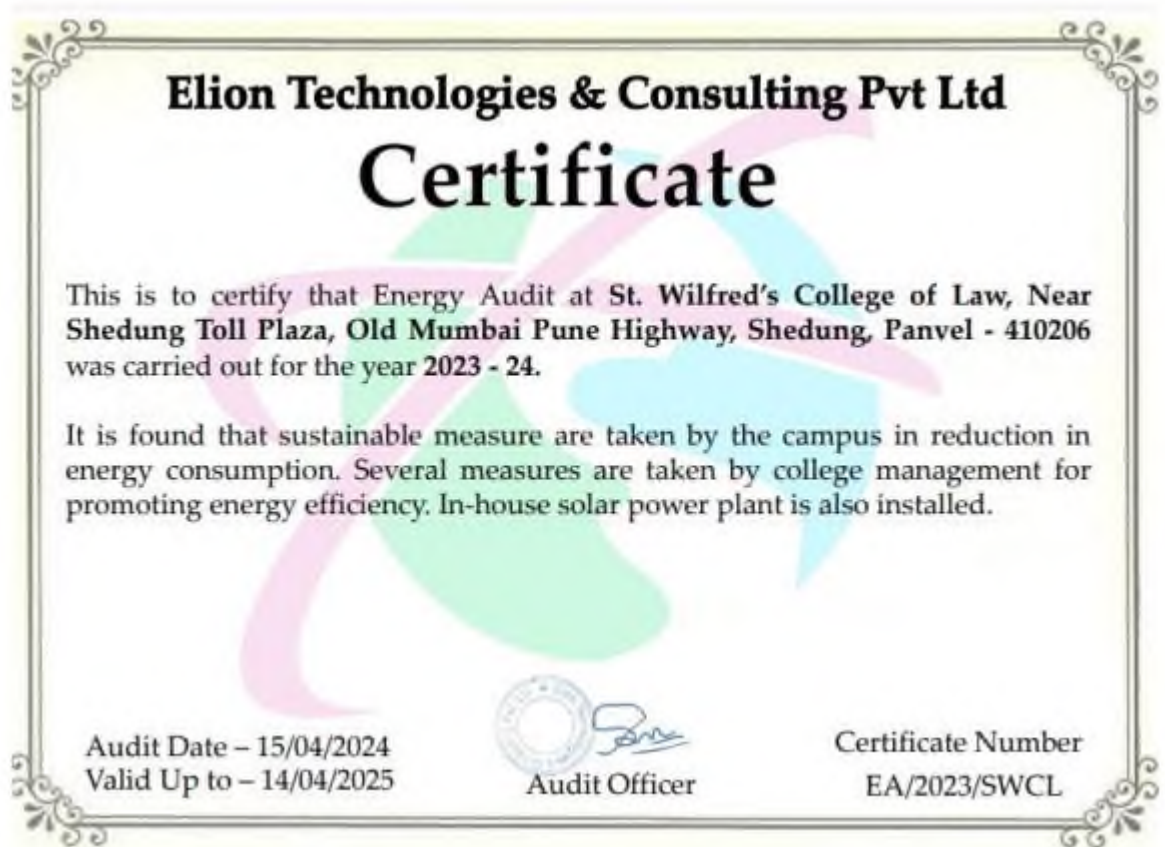 Elion Technologies & Consulting Pvt Ltd
Certificate
This is to certify that Energy Audit at St. Wilfred's College of Law, Near
Shedung Toll Plaza, Old Mumbai Pune Highway, Shedung, Panvel - 410206
was carried out for the year 2023 - 24.
It is found that sustainable measure are taken by the campus in reduction in
energy consumption. Several measures are taken by college management for
promoting energy efficiency. In-house solar power plant is also installed.
Audit Date – 15/04/2024
Valid Up to – 14/04/2025
Audit Officer
Certificate Number
EA/2023/SWCL